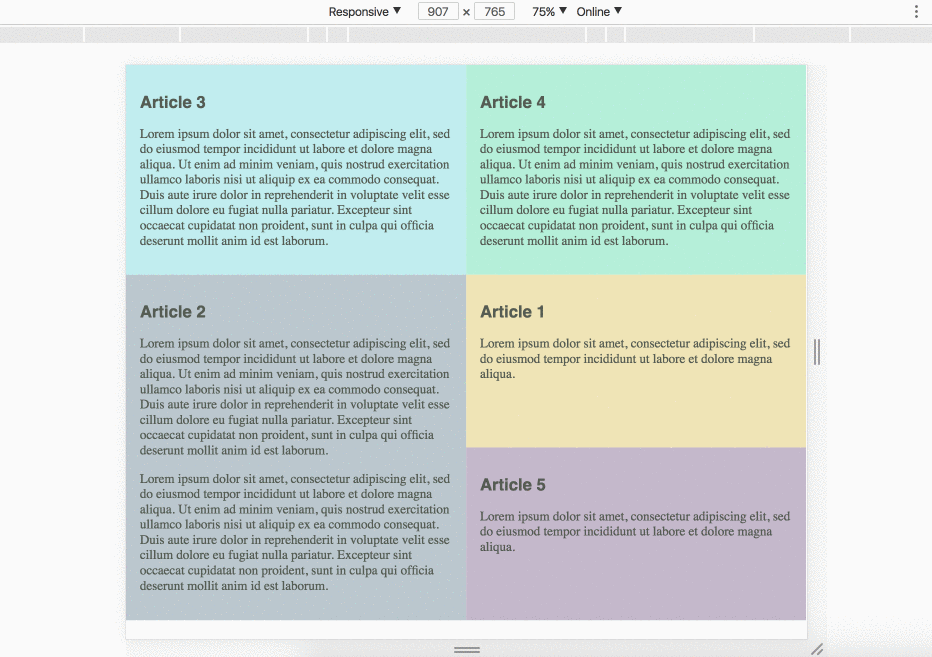 Responsive ▼ 907 × 765 75% ▼ Online ▼
Article 3
Lorem ipsum dolor sit amet, consectetur adipiscing elit, sed
do eiusmod tempor incididunt ut labore et dolore magna
aliqua. Ut enim ad minim veniam, quis nostrud exercitation
ullamco laboris nisi ut aliquip ex ea commodo consequat.
Duis aute irure dolor in reprehenderit in voluptate velit esse
cillum dolore eu fugiat nulla pariatur. Excepteur sint
occaecat cupidatat non proident, sunt in culpa qui officia
deserunt mollit anim id est laborum.
Article 4
Lorem ipsum dolor sit amet, consectetur adipiscing elit, sed
do eiusmod tempor incididunt ut labore et dolore magna
aliqua. Ut enim ad minim veniam, quis nostrud exercitation
ullamco laboris nisi ut aliquip ex ea commodo consequat.
Duis aute irure dolor in reprehenderit in voluptate velit esse
cillum dolore eu fugiat nulla pariatur. Excepteur sint
occaecat cupidatat non proident, sunt in culpa qui officia
deserunt mollit anim id est laborum.
Article 2
Lorem ipsum dolor sit amet, consectetur adipiscing elit, sed
do eiusmod tempor incididunt ut labore et dolore magna
aliqua. Ut enim ad minim veniam, quis nostrud exercitation
ullamco laboris nisi ut aliquip ex ea commodo consequat.
Duis aute irure dolor in reprehenderit in voluptate velit esse
cillum dolore eu fugiat nulla pariatur. Excepteur sint
occaecat cupidatat non proident, sunt in culpa qui officia
deserunt mollit anim id est laborum.
Lorem ipsum dolor sit amet, consectetur adipiscing elit, sed
do eiusmod tempor incididunt ut labore et dolore magna
aliqua. Ut enim ad minim veniam, quis nostrud exercitation
ullamco laboris nisi ut aliquip ex ea commodo consequat.
Duis aute irure dolor in reprehenderit in voluptate velit esse
cillum dolore eu fugiat nulla pariatur. Excepteur sint
occaecat cupidatat non proident, sunt in culpa qui officia
deserunt mollit anim id est laborum.
Article 1
Lorem ipsum dolor sit amet, consectetur adipiscing elit, sed
do eiusmod tempor incididunt ut labore et dolore magna
aliqua.
Article 5
Lorem ipsum dolor sit amet, consectetur adipiscing elit, sed
do eiusmod tempor incididunt ut labore et dolore magna
aliqua.